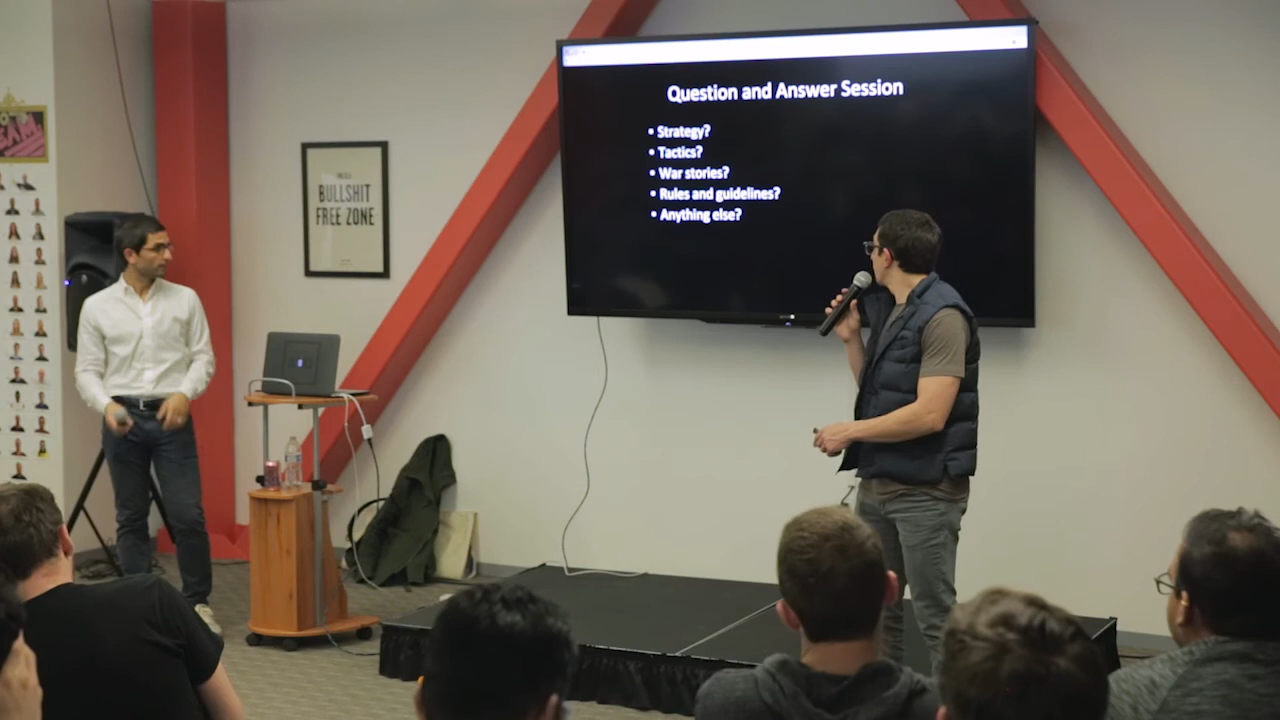 Question and Answer Session
• Strategy?
• Tactics?
• War stories?
• Rules and guidelines?
• Anything else?
BULLSHIT
FREE ZONE